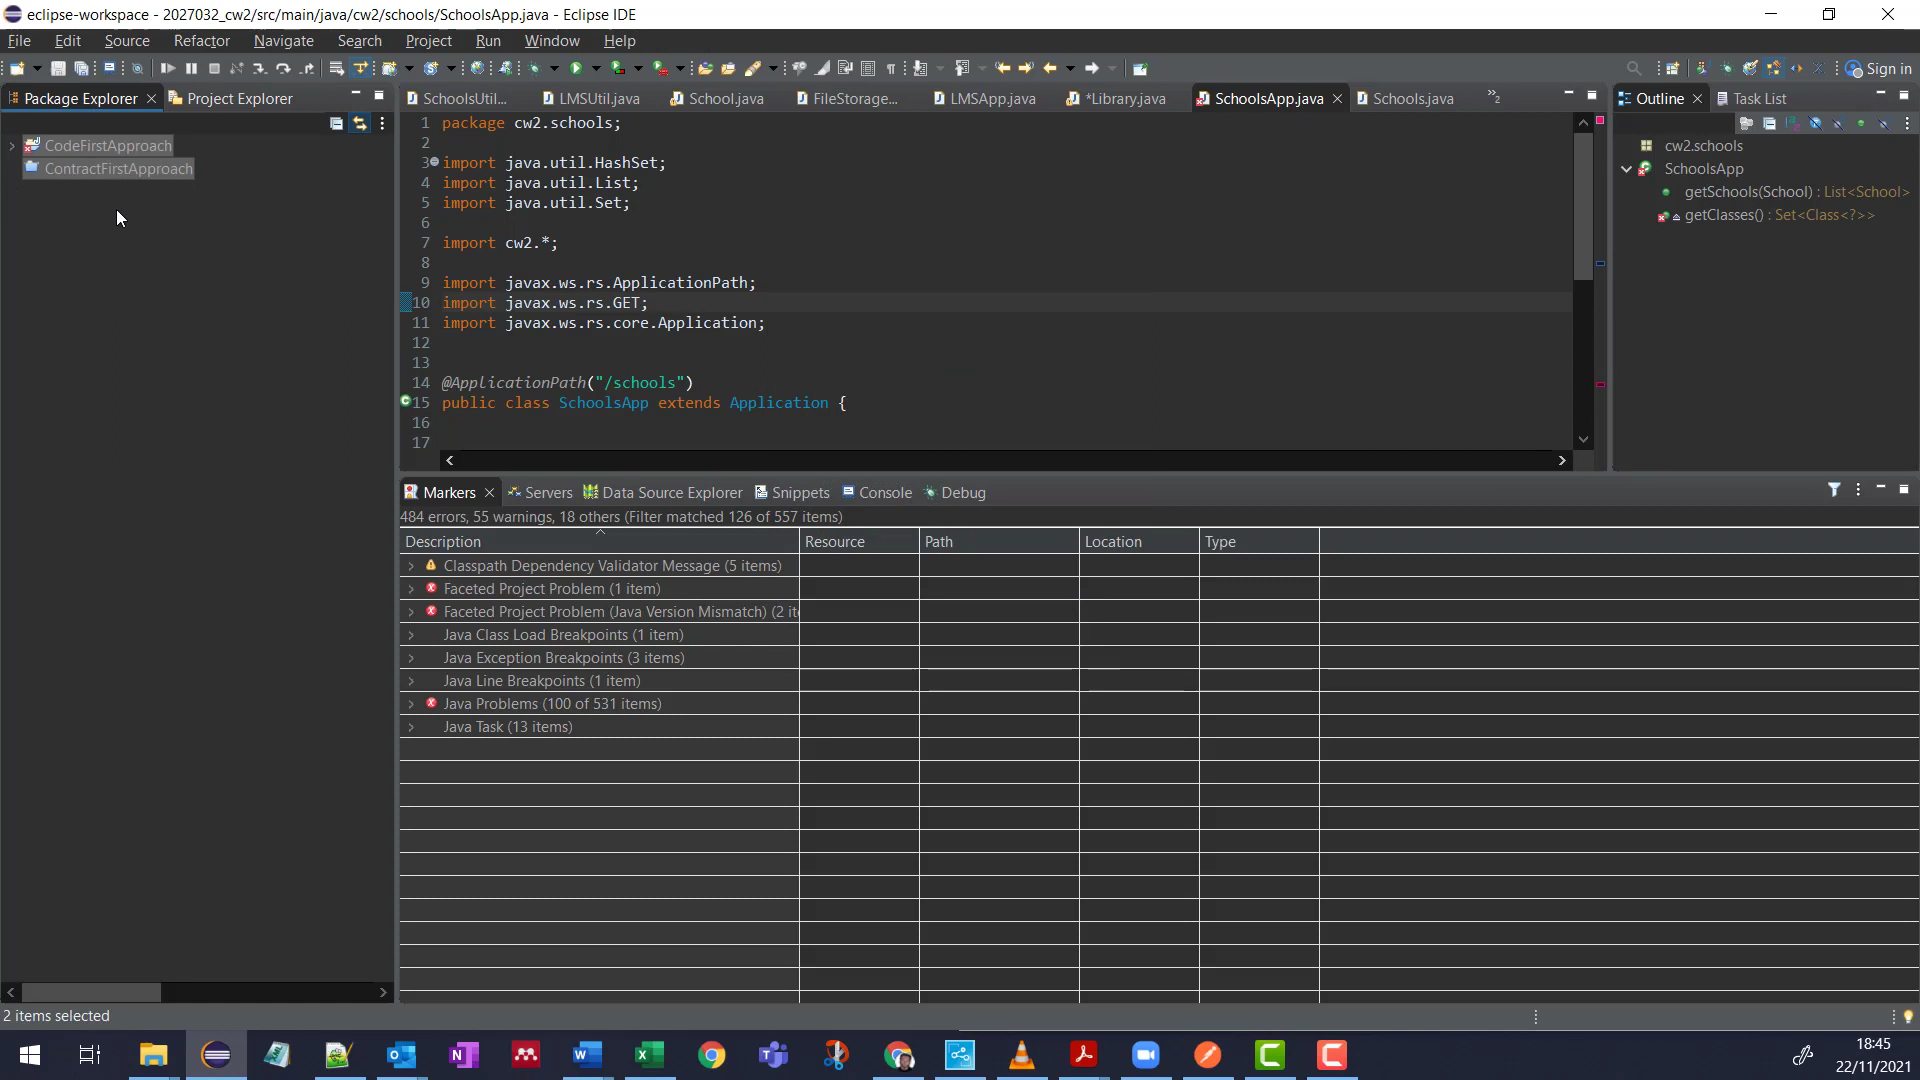 eclipse-workspace - 2027032_cw2/src/main/java/cw2/schools/SchoolsApp.java - Eclipse IDE
File Edit Source Refactor Navigate Search Project Run Window Help
Sign in
Package Explorer Project Explorer
SchoolsUtil... LMSUtil.java School.java FileStorage... LMSApp.java *Library.java SchoolsApp.java Schools.java »2
Outline Task List
CodeFirstApproach
ContractFirstApproach
1 package cw2.schools;
2
3 import java.util.HashSet;
4 import java.util.List;
5 import java.util.Set;
6
7 import cw2.*;
8
9 import javax.ws.rs.ApplicationPath;
10 import javax.ws.rs.GET;
11 import javax.ws.rs.core.Application;
12
13
14 @ApplicationPath("/schools")
15 public class SchoolsApp extends Application {
16
17
cw2.schools
SchoolsApp
getSchools(School) : List<School>
getClasses() : Set<Class<?>>
Markers Servers Data Source Explorer Snippets Console Debug
484 errors, 55 warnings, 18 others (Filter matched 126 of 557 items)
Description Resource Path Location Type
Classpath Dependency Validator Message (5 items)
Faceted Project Problem (1 item)
Faceted Project Problem (Java Version Mismatch) (2 it
Java Class Load Breakpoints (1 item)
Java Exception Breakpoints (3 items)
Java Line Breakpoints (1 item)
Java Problems (100 of 531 items)
Java Task (13 items)
2 items selected
18:45
22/11/2021